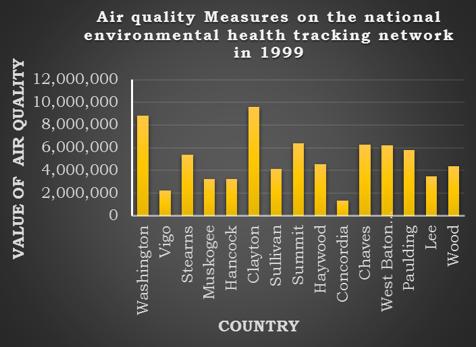 Air quality Measures on the national
environmental health tracking network
in 1999
VALUE OF AIR QUALITY
12,000,000
10,000,000
8,000,000
6,000,000
4,000,000
2,000,000
0
Washington
Vigo
Stearns
Muskogee
Hancock
Clayton
Sullivan
Summit
Haywood
Concordia
Chaves
West Baton...
Paulding
Lee
Wood
COUNTRY